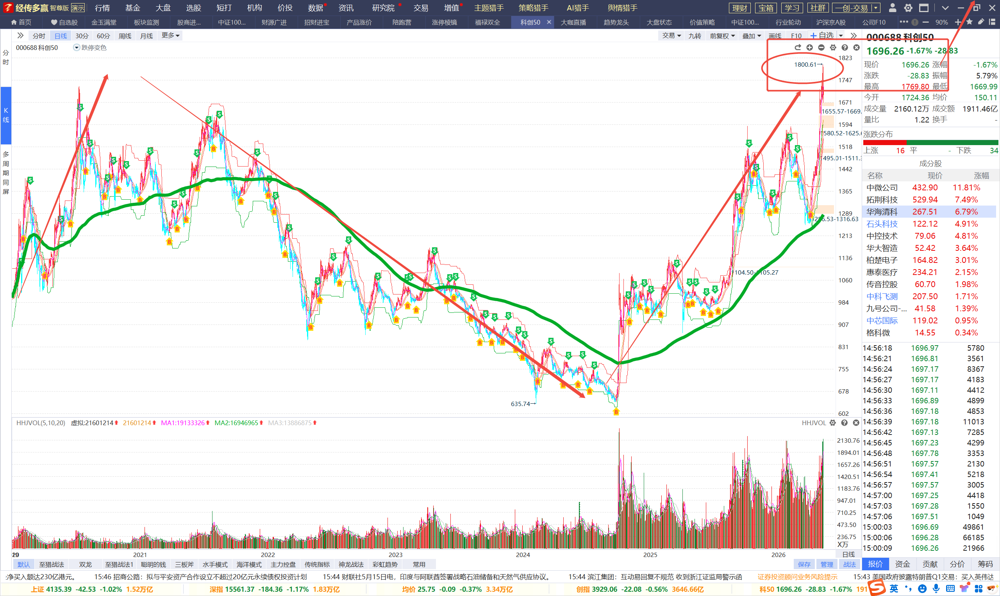 经传多赢 智尊版 演示 行情 基金 大盘 选股 短打 机构 价投 数据 资讯 研究院 交易 增值 主题猎手 策略猎手 AI猎手 舆情猎手 理财 宝箱 学习 社群 一创-交易
首页 自选股 金玉满堂 板块监测 股商进... 中证100... 财源广进 招财进宝 产品涨价 陪跑营 涨停棱镜 福禄双全 科创50 大咖直播 趋势龙头 大盘状态 价值策略 中证100... 行业轮动 沪深京A股 公司F10 90%
分时 日线 30分 60分 周线 月线 更多 交易 九转 前复权 叠加 画线 F10 自选
000688 科创50 跌停变色
分时
K线
多周期同屏
1800.61→
635.74→
1823
1747
1671
1594
1518
1442
1365
1289
1213
1136
1060
984
907
831
755
678
602
1655.57-1669.
1580.52-1625.6
1495.01-1511.3
1286.53-1316.63
1104.50-1105.27
HHJVOL(5,10,20) 虚拟:21601214 21601214 MA1:19133326 MA2:16946965 MA3:13886875 HHJVOL
2130.76
1894.01
1657.26
1420.51
1183.76
947.01
710.25
473.50
236.75
X万
2021 2022 2023 2024 2025 2026 日线
默认 至猎战法 双龙 至猎战法1 聪明的钱 三板斧 水手模式 海洋模式 主力控盘 传统指标 神龙战法 彩虹趋势 常用 保存 管理 战法
000688 科创50
1696.26 -1.67% -28.83
现价 1696.26 涨幅 -1.67%
涨跌 -28.83 振幅 5.79%
最高 1769.80 最低 1669.99
今开 1724.36 均价 150.11
成交量 2160.12万 成交额 1911.46亿
量比 1.22 换手 -
涨跌分布
上涨 16 平 - 下跌 34
成分股
名称 现价 涨幅
中微公司 432.90 11.81%
拓荆科技 529.94 7.49%
华海清科 267.51 6.79%
石头科技 122.12 4.91%
中控技术 79.06 4.81%
华大智造 52.42 3.64%
柏楚电子 164.82 3.01%
惠泰医疗 234.21 2.15%
传音控股 60.70 1.98%
中科飞测 207.50 1.71%
九号公司-... 41.58 1.39%
中芯国际 119.02 0.95%
格科微 14.55 0.34%
14:56:18 1696.97 5780
14:56:21 1696.81 3561
14:56:24 1697.17 8367
14:56:27 1697.17 4183
14:56:30 1697.11 4412
14:56:33 1696.89 4899
14:56:36 1697.18 4853
14:56:39 1697.18 11013
14:56:42 1697.13 7285
14:56:45 1697.23 4299
14:56:48 1697.78 3353
14:56:51 1697.57 2130
14:56:54 1697.41 5218
14:56:57 1697.57 3005
14:57:00 1697.25 4418
14:57:03 1697.28 1550
14:57:06 1697.51 1049
15:00:03 1696.69 49861
15:00:06 1696.28 66185
15:00:09 1696.26 21966
报价 资金 贡献 分价 筹码
净买入额达230亿港元。 15:46 招商公路：拟与平安资产合作设立不超过20亿元永续债权投资计划 15:44 财联社5月15日电，印度与阿联酋签署战略石油储备和天然气供应协议。 15:44 滨江集团：互动易回复不规范 收到浙江证监局警示函 证券投资顾问业务风险提示 15:43 美国政府披露特朗普Q1交易：买入英伟达
上证 4135.39 -42.53 -1.02% 1.52万亿 深指 15561.37 -184.36 -1.17% 1.83万亿 均价 25.75 -0.09 -0.37% 3.34万亿 创指 3929.06 -22.08 -0.56% 3646.66亿 科50 1696.26 -28.83 -1.67% 191 英